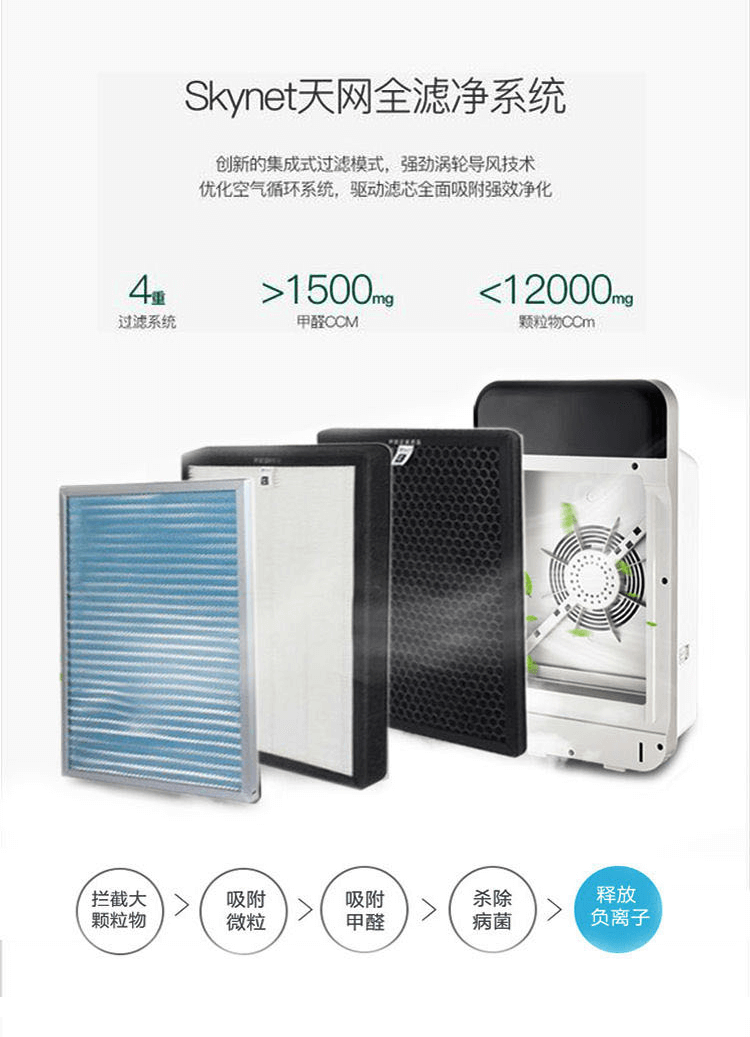 Skynet天网全滤净系统
创新的集成式过滤模式，强劲涡轮导风技术
优化空气循环系统，驱动滤芯全面吸附强效净化
4重
>1500mg
<12000mg
过滤系统
甲醛CCM
颗粒物CCm
拦截大
颗粒物
>
吸附
微粒
>
吸附
甲醛
>
杀除
病菌
>
释放
负离子